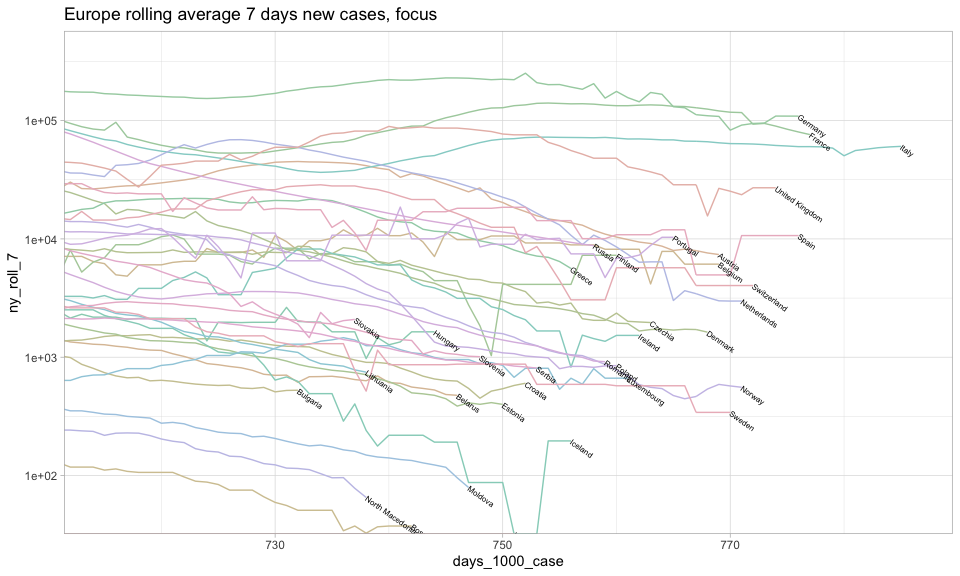 Europe rolling average 7 days new cases, focus
ny_roll_7
1e+05
1e+04
1e+03
1e+02
Germany
France
Italy
United Kingdom
Spain
Portugal
Austria
Belgium
Russia
Finland
Greece
Switzerland
Netherlands
Slovakia
Hungary
Czechia
Denmark
Ireland
Slovenia
Serbia
Romania
Poland
Luxembourg
Lithuania
Croatia
Norway
Bulgaria
Belarus
Estonia
Sweden
Iceland
Moldova
North Macedonia
730
750
770
days_1000_case